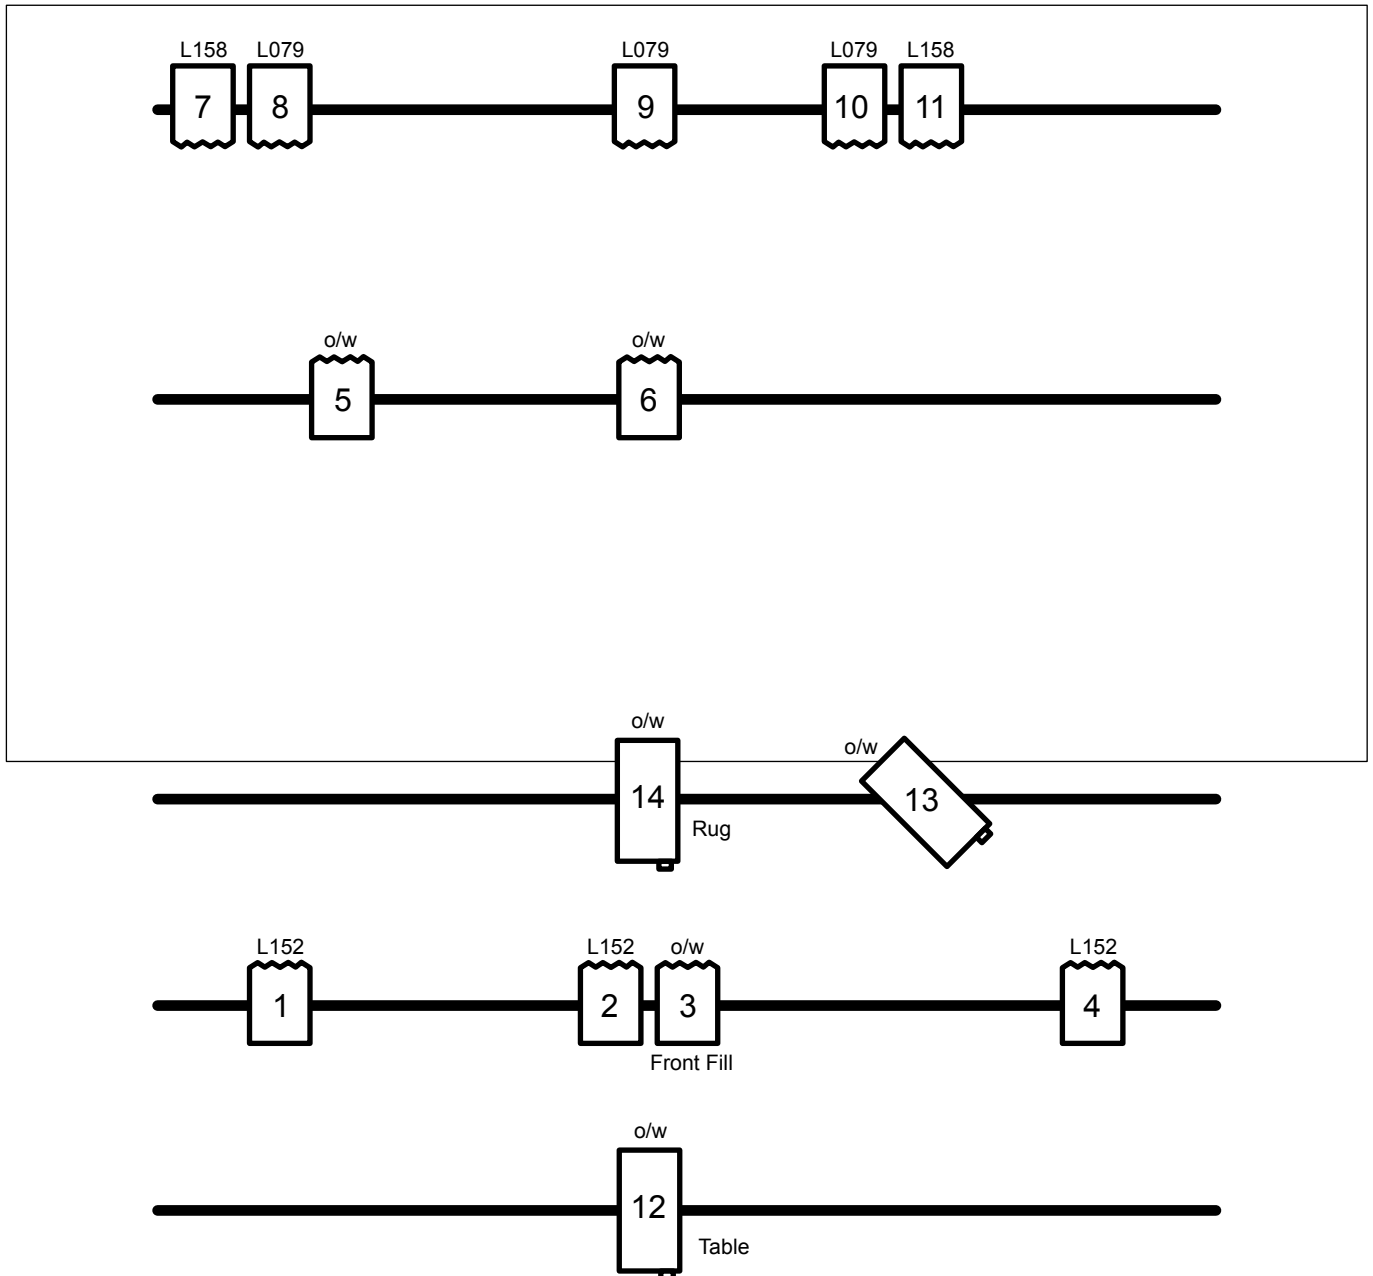 L158 L079 L079 L079 L158
7 8 9 10 11
o/w o/w
5 6
o/w
o/w
14 13
Rug
L152 L152 o/w L152
1 2 3 4
Front Fill
o/w
12
Table